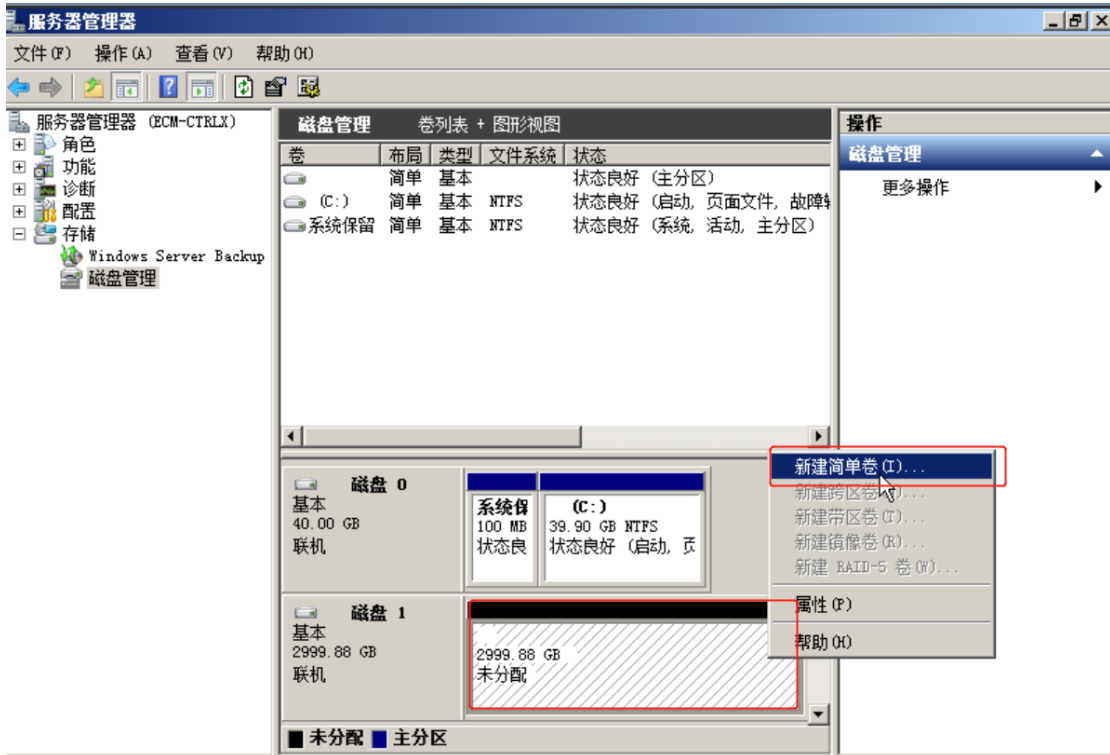 服务器管理器
文件(F) 操作(A) 查看(V) 帮助(H)
服务器管理器 (ECM-CTRLX)
角色
功能
诊断
配置
存储
Windows Server Backup
磁盘管理
磁盘管理 卷列表 + 图形视图
卷 布局 类型 文件系统 状态
简单 基本 状态良好 (主分区)
(C:) 简单 基本 NTFS 状态良好 (启动, 页面文件, 故障转
系统保留 简单 基本 NTFS 状态良好 (系统, 活动, 主分区)
操作
磁盘管理
更多操作
磁盘 0
基本
40.00 GB
联机
系统保
100 MB
状态良
(C:)
39.90 GB NTFS
状态良好 (启动, 页
磁盘 1
基本
2999.88 GB
联机
2999.88 GB
未分配
新建简单卷(I)...
新建跨区卷...
新建带区卷(T)...
新建镜像卷(R)...
新建 RAID-5 卷(W)...
属性(P)
帮助(H)
未分配 主分区